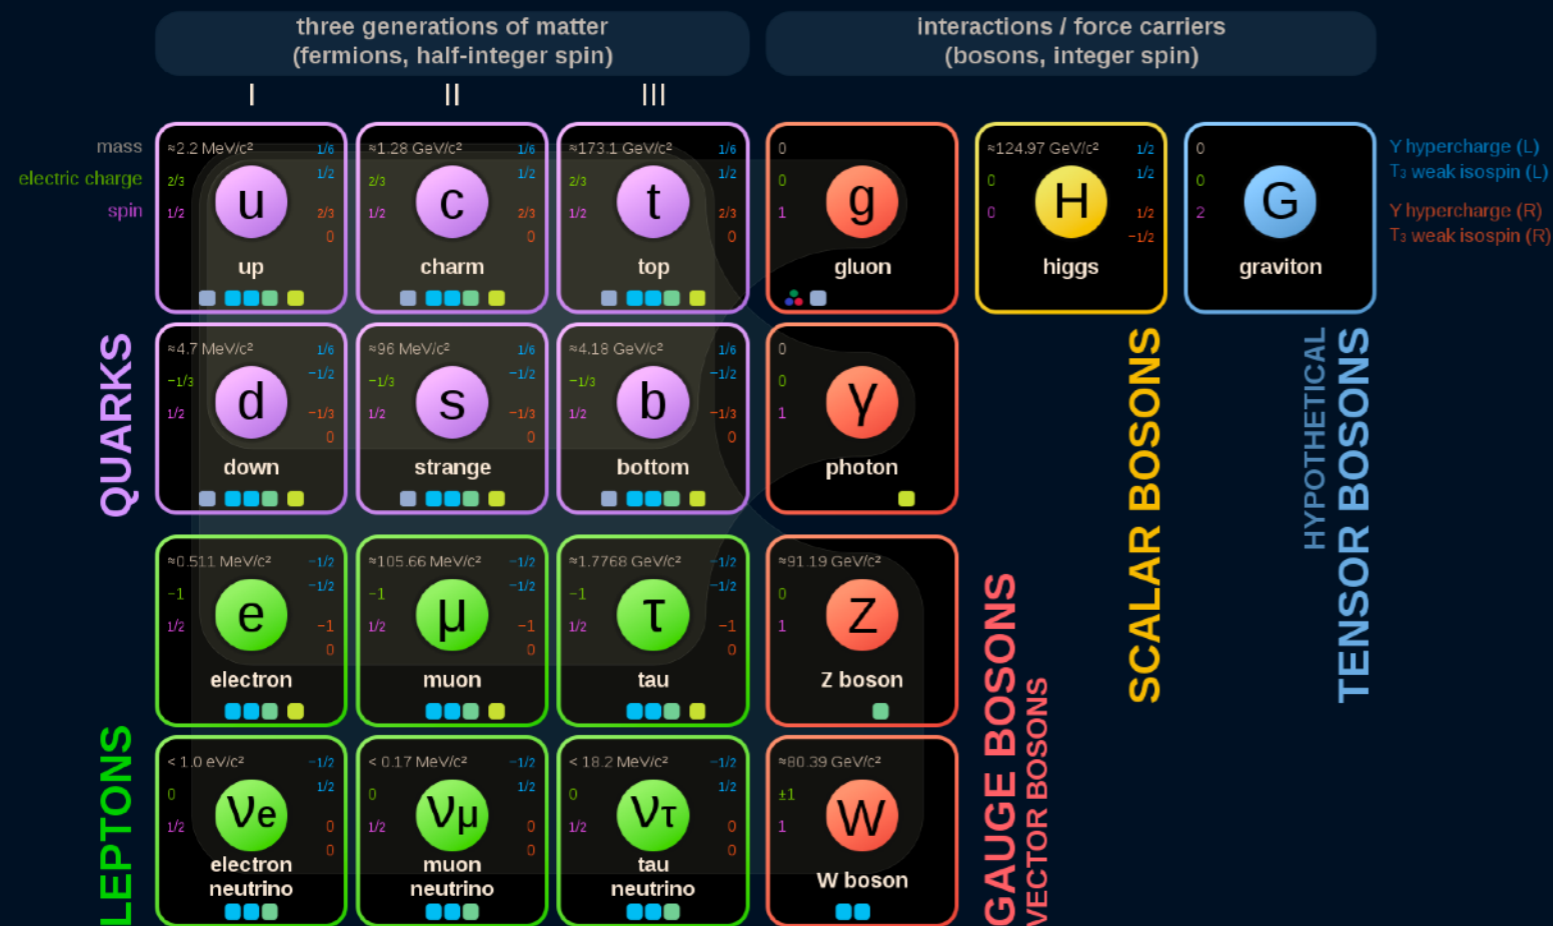 three generations of matter
(fermions, half-integer spin)
interactions / force carriers
(bosons, integer spin)
I
II
III
mass
electric charge
spin
≈2.2 MeV/c²
2/3
1/2
1/6
1/2
2/3
0
u
up
≈1.28 GeV/c²
2/3
1/2
1/6
1/2
2/3
0
c
charm
≈173.1 GeV/c²
2/3
1/2
1/6
1/2
2/3
0
t
top
0
0
1
g
gluon
≈124.97 GeV/c²
0
0
1/2
1/2
1/2
−1/2
H
higgs
0
0
2
G
graviton
Y hypercharge (L)
T₃ weak isospin (L)
Y hypercharge (R)
T₃ weak isospin (R)
QUARKS
≈4.7 MeV/c²
−1/3
1/2
1/6
−1/2
−1/3
0
d
down
≈96 MeV/c²
−1/3
1/2
1/6
−1/2
−1/3
0
s
strange
≈4.18 GeV/c²
−1/3
1/2
1/6
−1/2
−1/3
0
b
bottom
0
0
1
γ
photon
LEPTONS
≈0.511 MeV/c²
−1
1/2
−1/2
−1/2
−1
0
e
electron
≈105.66 MeV/c²
−1
1/2
−1/2
−1/2
−1
0
μ
muon
≈1.7768 GeV/c²
−1
1/2
−1/2
−1/2
−1
0
τ
tau
≈91.19 GeV/c²
0
1
Z
Z boson
< 1.0 eV/c²
0
1/2
−1/2
1/2
0
0
νe
electron
neutrino
< 0.17 MeV/c²
0
1/2
−1/2
1/2
0
0
νμ
muon
neutrino
< 18.2 MeV/c²
0
1/2
−1/2
1/2
0
0
ντ
tau
neutrino
≈80.39 GeV/c²
±1
1
W
W boson
GAUGE BOSONS
VECTOR BOSONS
SCALAR BOSONS
HYPOTHETICAL
TENSOR BOSONS